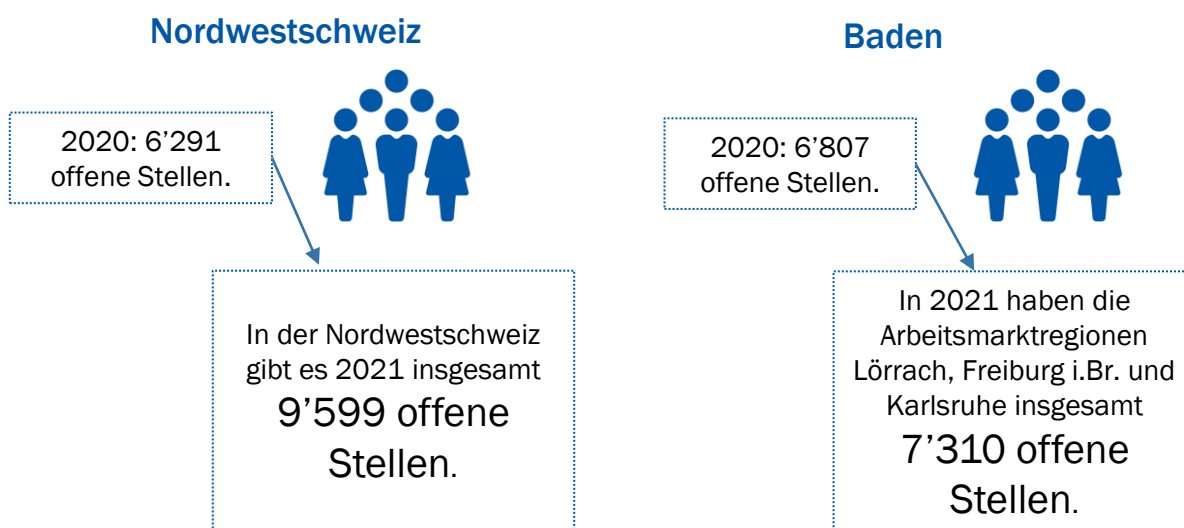 Nordwestschweiz
2020: 6’291
offene Stellen.
In der Nordwestschweiz
gibt es 2021 insgesamt
9’599 offene
Stellen.
Baden
2020: 6’807
offene Stellen.
In 2021 haben die
Arbeitsmarktregionen
Lörrach, Freiburg i.Br. und
Karlsruhe insgesamt
7’310 offene
Stellen.